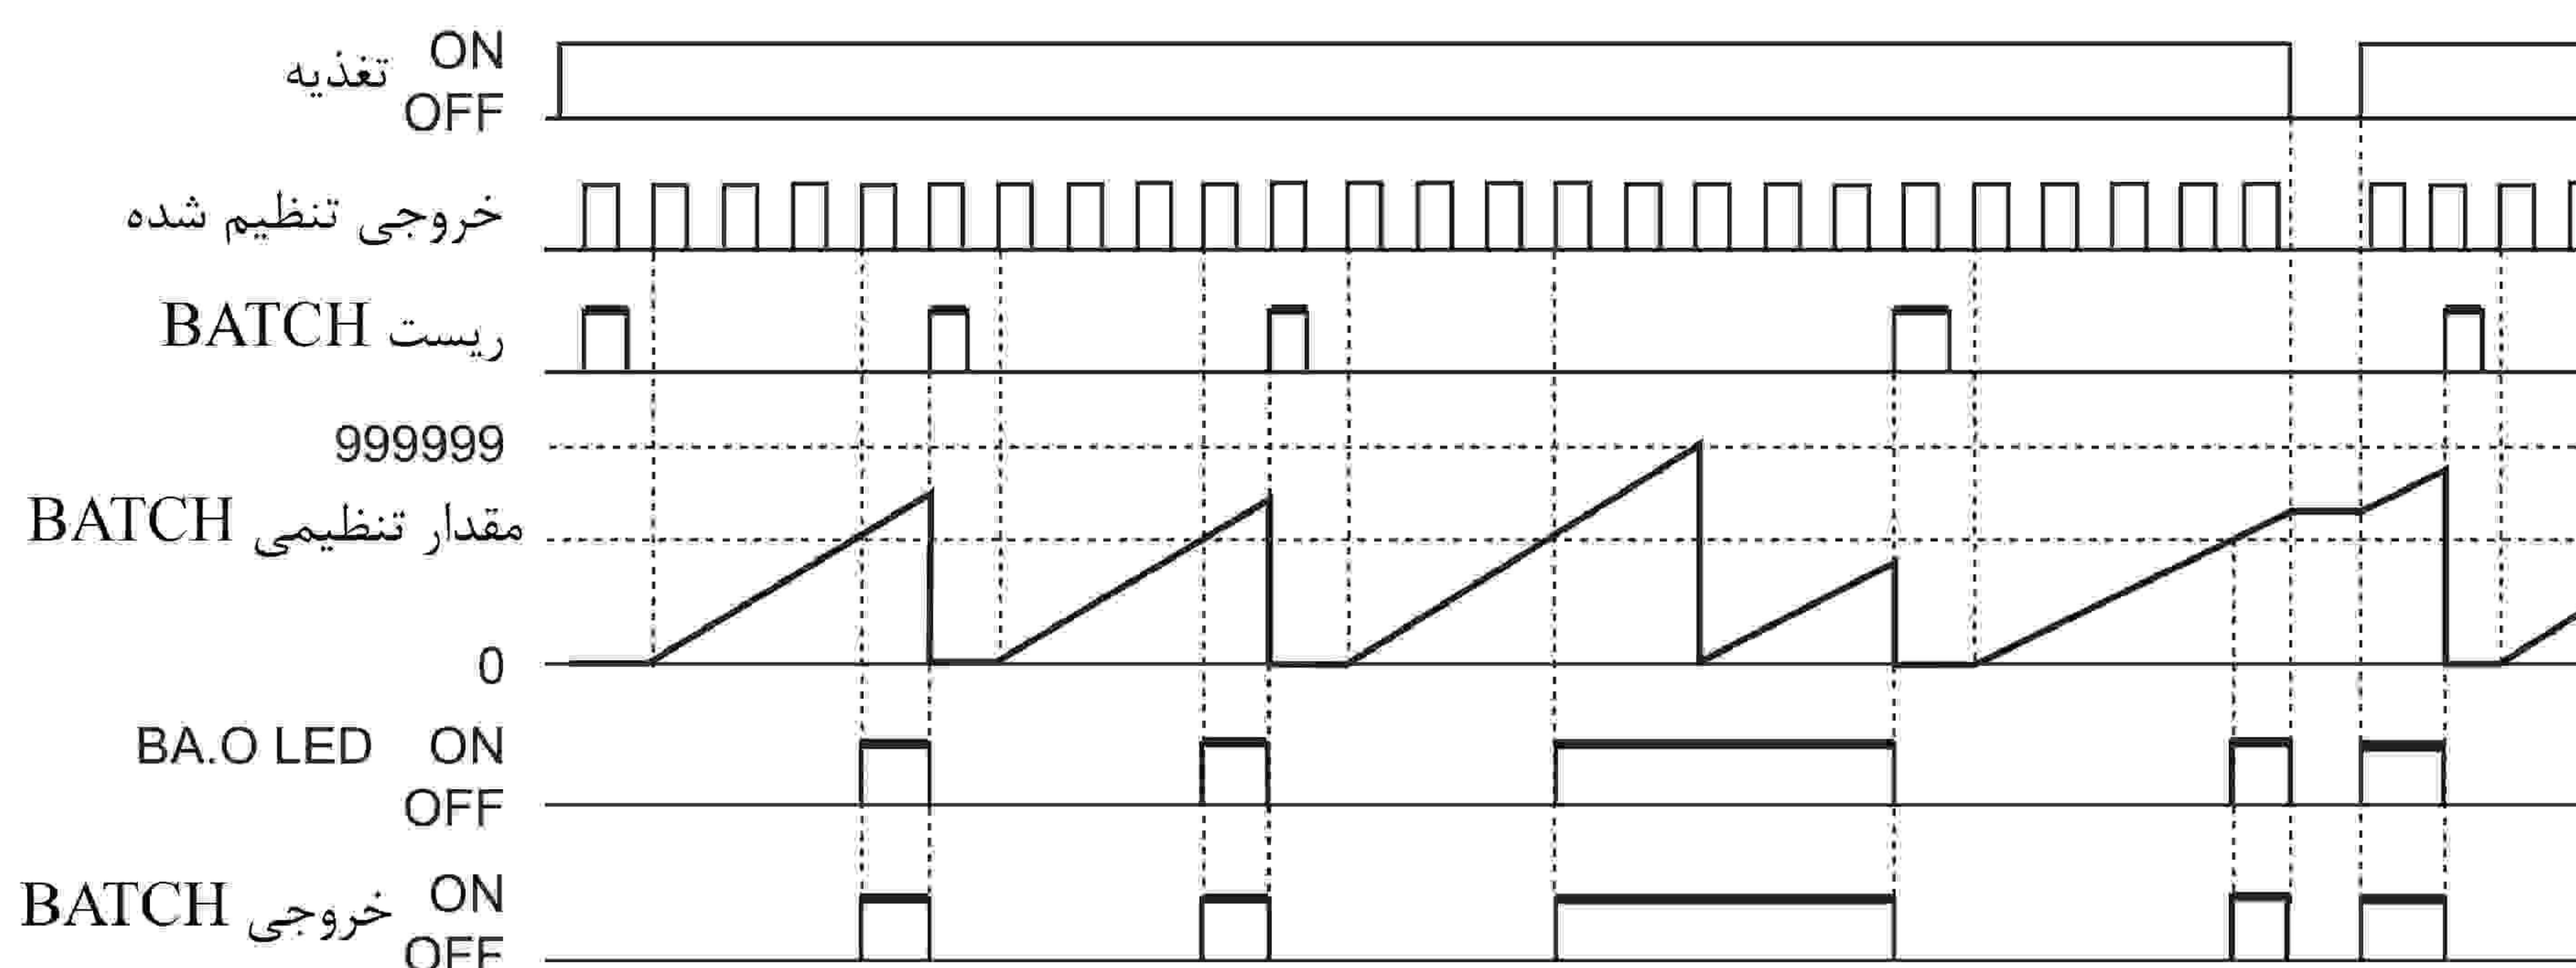 تغذیه ON
OFF
خروجی تنظیم شده
ریست BATCH
999999
مقدار تنظیمی BATCH
0
BA.O LED ON
OFF
خروجی BATCH ON
OFF